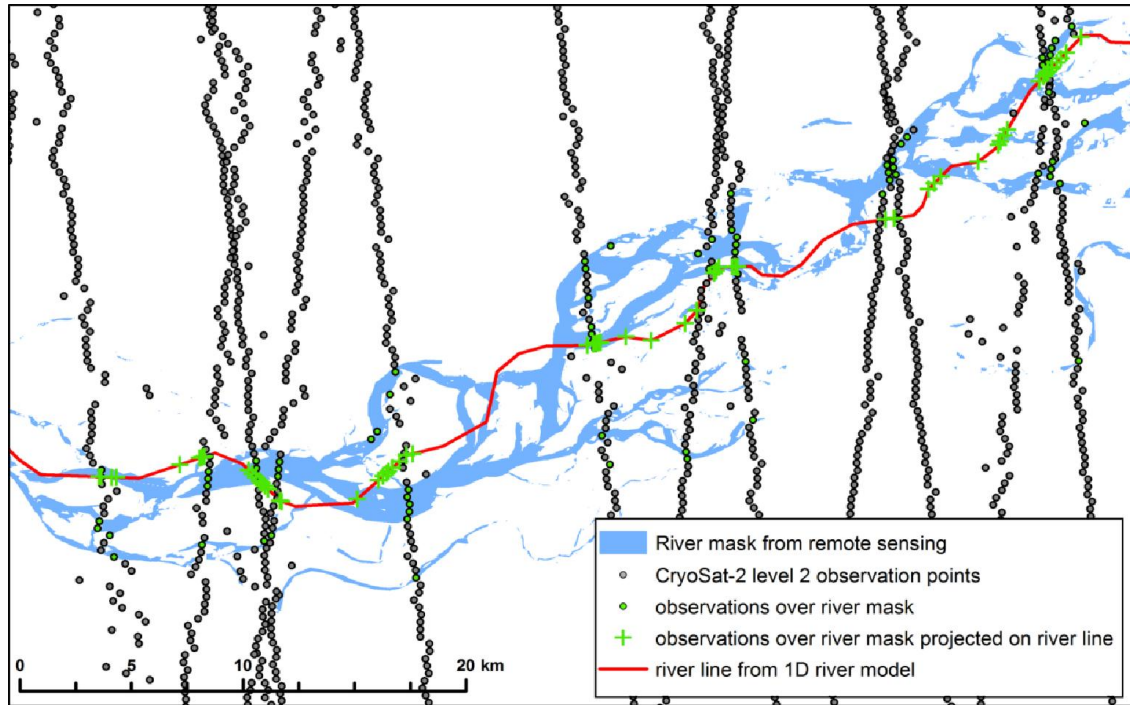 River mask from remote sensing
CryoSat-2 level 2 observation points
observations over river mask
observations over river mask projected on river line
river line from 1D river model
0 5 10 20 km